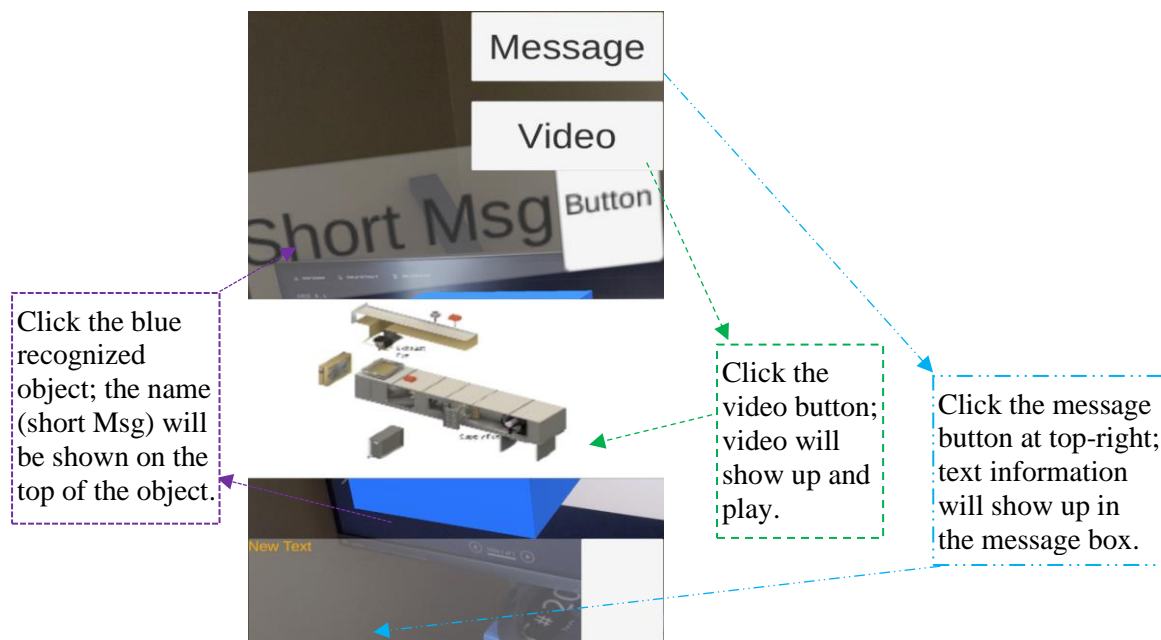 Message
Video
Short Msg
Button
Click the blue
recognized
object; the name
(short Msg) will
be shown on the
top of the object.
Click the
video button;
video will
show up and
play.
Click the message
button at top-right;
text information
will show up in
the message box.
New Text
#20